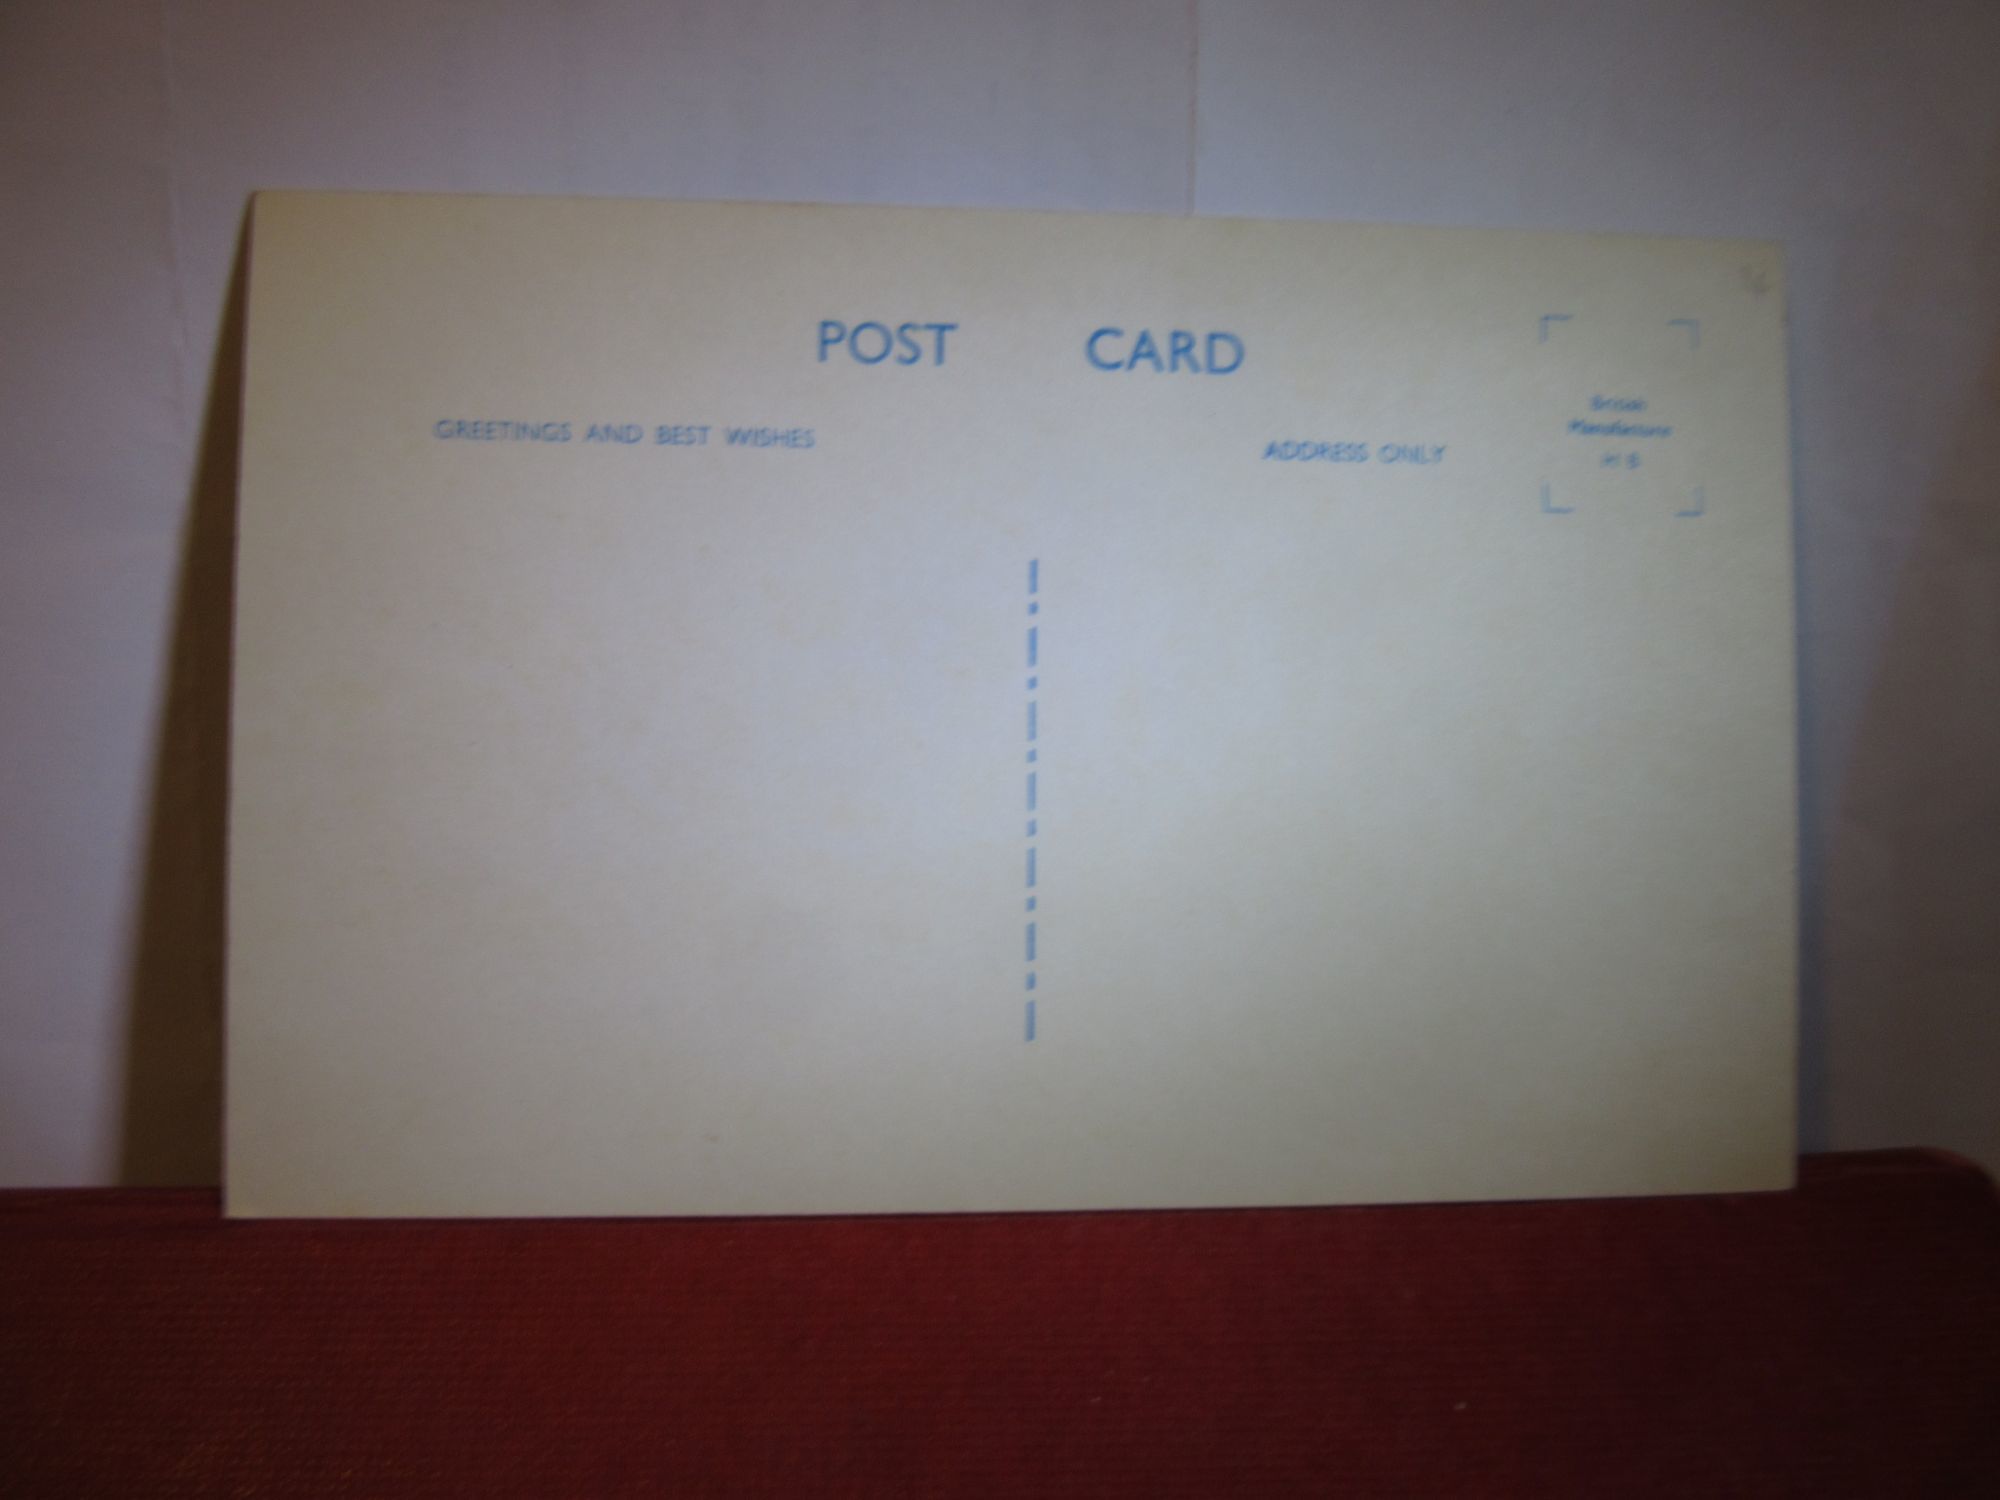 POST CARD
GREETINGS AND BEST WISHES
ADDRESS ONLY
British
Manufacture